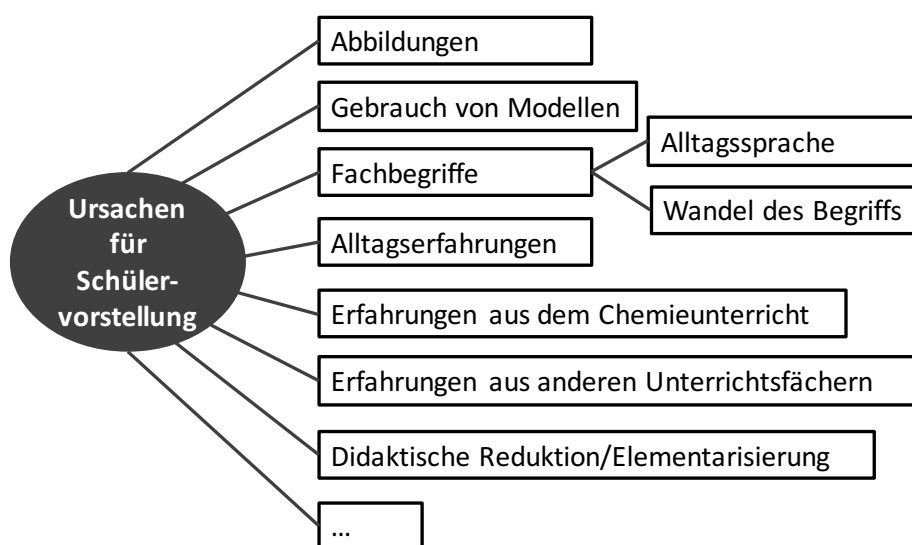 Abbildungen
Gebrauch von Modellen
Fachbegriffe
Alltagssprache
Wandel des Begriffs
Ursachen
für
Schüler-
vorstellung
Alltagserfahrungen
Erfahrungen aus dem Chemieunterricht
Erfahrungen aus anderen Unterrichtsfächern
Didaktische Reduktion/Elementarisierung
...